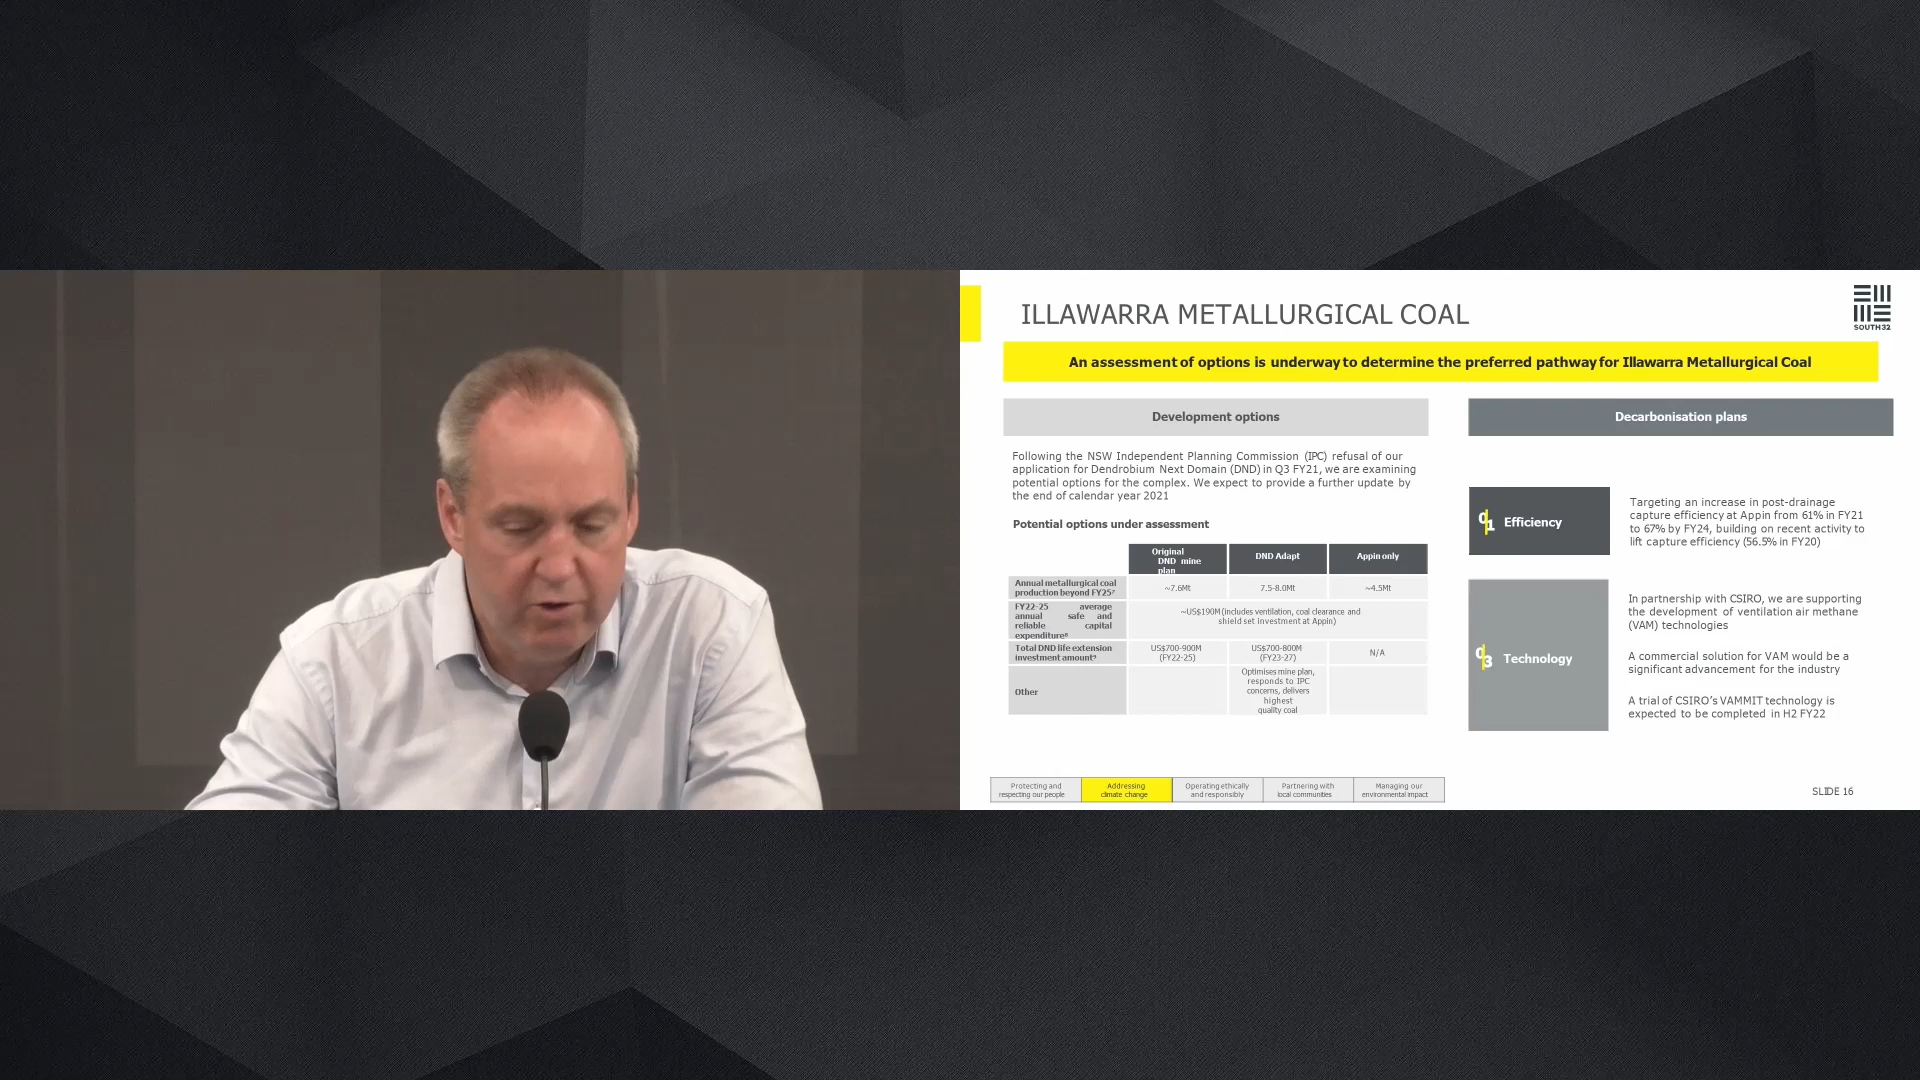 ILLAWARRA METALLURGICAL COAL
SOUTH32
An assessment of options is underway to determine the preferred pathway for Illawarra Metallurgical Coal
Development options
Following the NSW Independent Planning Commission (IPC) refusal of our
application for Dendrobium Next Domain (DND) in Q3 FY21, we are examining
potential options for the complex. We expect to provide a further update by
the end of calendar year 2021
Potential options under assessment
Original
DND mine
plan
DND Adapt
Appin only
Annual metallurgical coal
production beyond FY25⁷
~7.6Mt
7.5-8.0Mt
~4.5Mt
FY22-25 average
annual safe and
reliable capital
expenditure⁸
~US$190M (includes ventilation, coal clearance and
shield set investment at Appin)
Total DND life extension
investment amount⁹
US$700-900M
(FY22-25)
US$700-800M
(FY23-27)
N/A
Other
Optimises mine plan,
responds to IPC
concerns, delivers
highest
quality coal
Decarbonisation plans
01 Efficiency
Targeting an increase in post-drainage
capture efficiency at Appin from 61% in FY21
to 67% by FY24, building on recent activity to
lift capture efficiency (56.5% in FY20)
03 Technology
In partnership with CSIRO, we are supporting
the development of ventilation air methane
(VAM) technologies
A commercial solution for VAM would be a
significant advancement for the industry
A trial of CSIRO’s VAMMIT technology is
expected to be completed in H2 FY22
Protecting and
respecting our people
Addressing
climate change
Operating ethically
and responsibly
Partnering with
local communities
Managing our
environmental impact
SLIDE 16